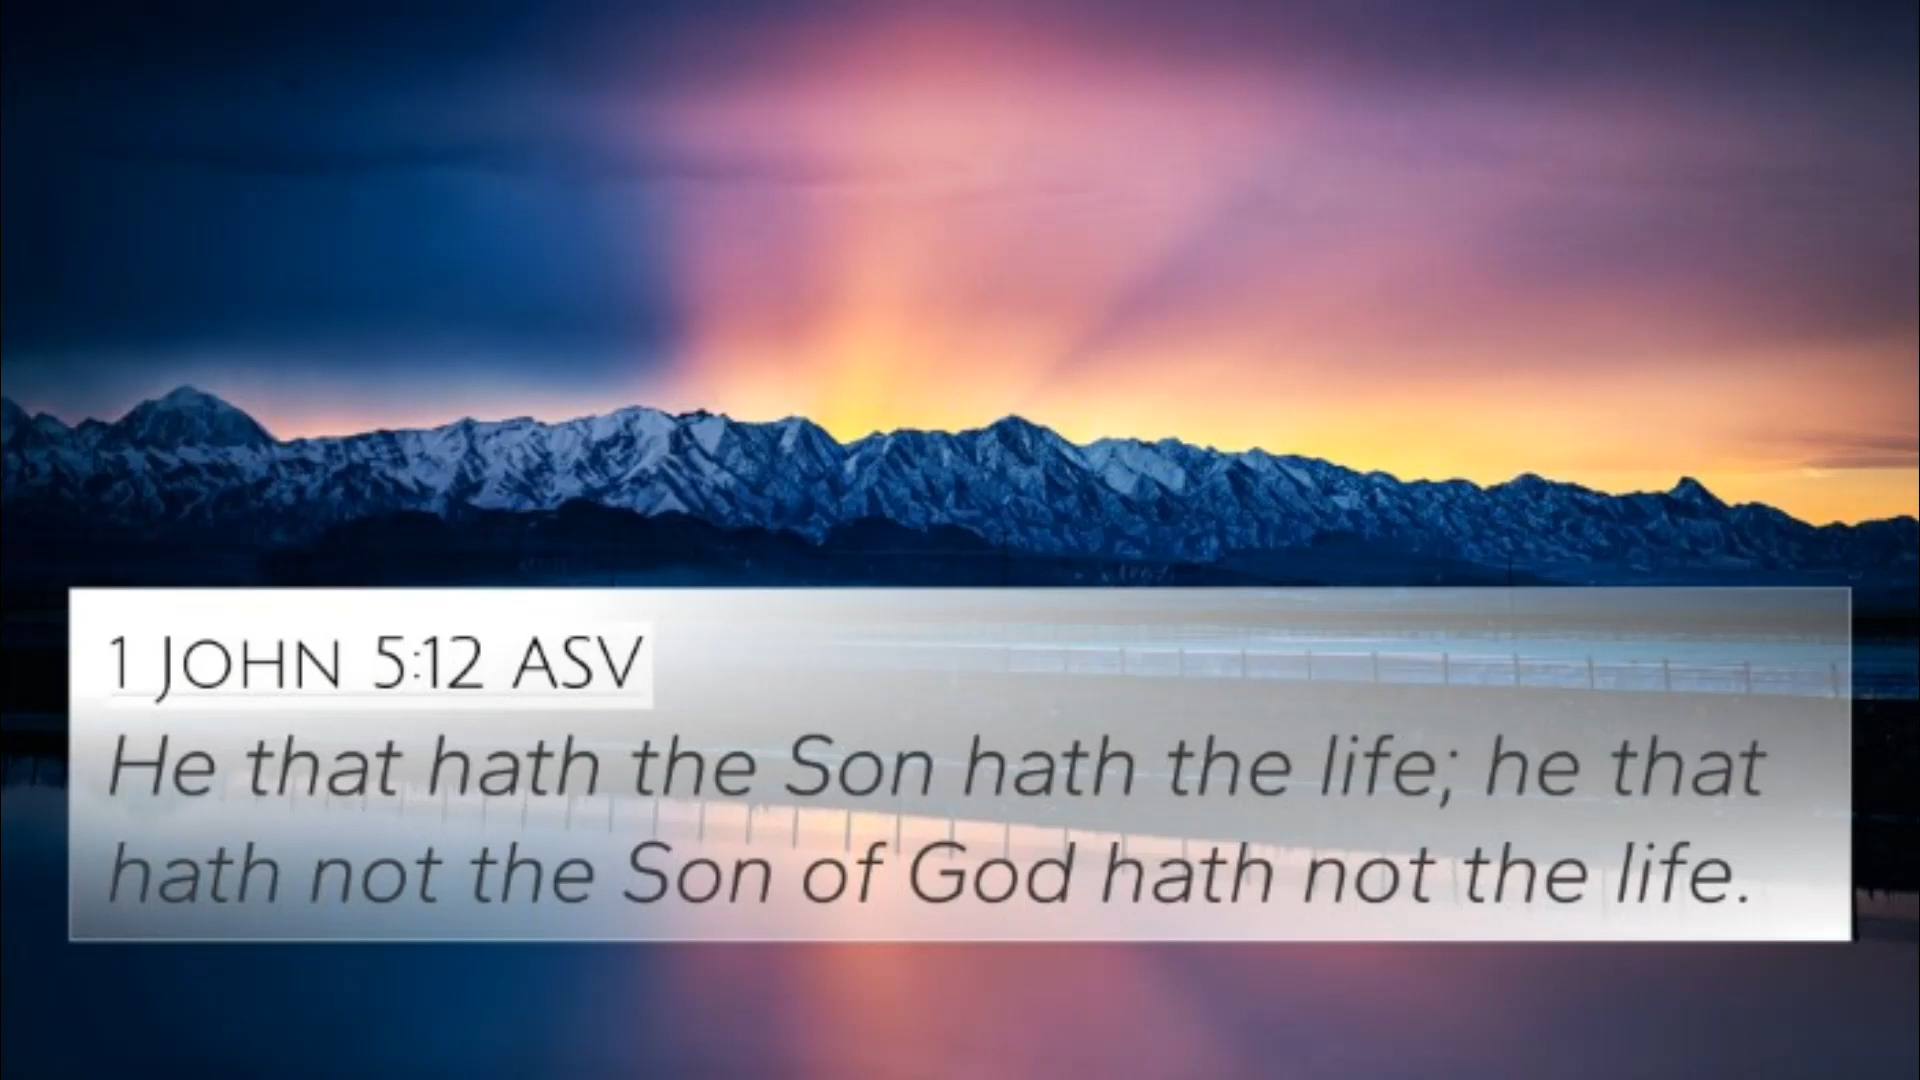 1 John 5:12 ASV
He that hath the Son hath the life; he that
hath not the Son of God hath not the life.